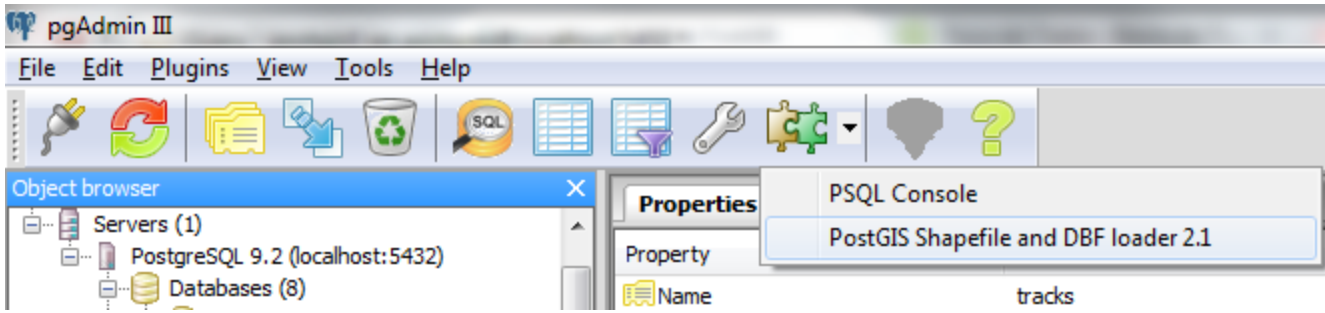 pgAdmin III
File Edit Plugins View Tools Help
SQL
Object browser
Servers (1)
PostgreSQL 9.2 (localhost:5432)
Databases (8)
Properties
PSQL Console
PostGIS Shapefile and DBF loader 2.1
Property
Name tracks